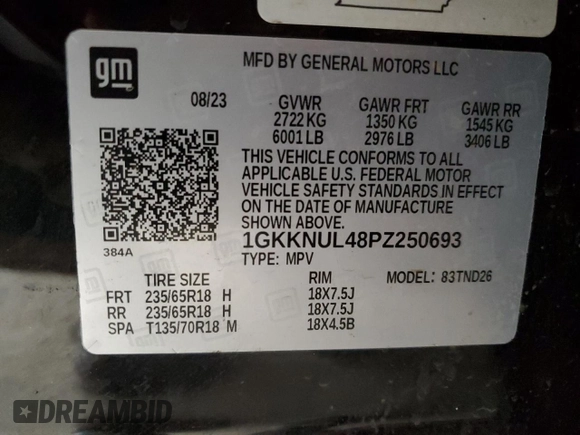 gm
MFD BY GENERAL MOTORS LLC
08/23 GVWR GAWR FRT GAWR RR
2722 KG 1350 KG 1545 KG
6001 LB 2976 LB 3406 LB
THIS VEHICLE CONFORMS TO ALL
APPLICABLE U.S. FEDERAL MOTOR
VEHICLE SAFETY STANDARDS IN EFFECT
ON THE DATE OF MANUFACTURE
SHOWN ABOVE.
384A
1GKKNUL48PZ250693
TYPE: MPV
TIRE SIZE RIM MODEL: 83TND26
FRT 235/65R18 H 18X7.5J
RR 235/65R18 H 18X7.5J
SPA T135/70R18 M 18X4.5B
DREAMBID